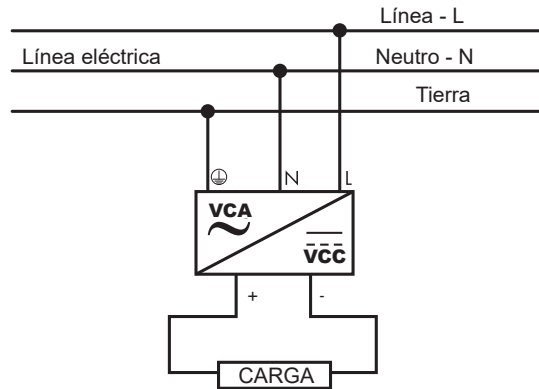 Línea - L
Línea eléctrica
Neutro - N
Tierra
N
L
VCA
VCC
+
-
CARGA